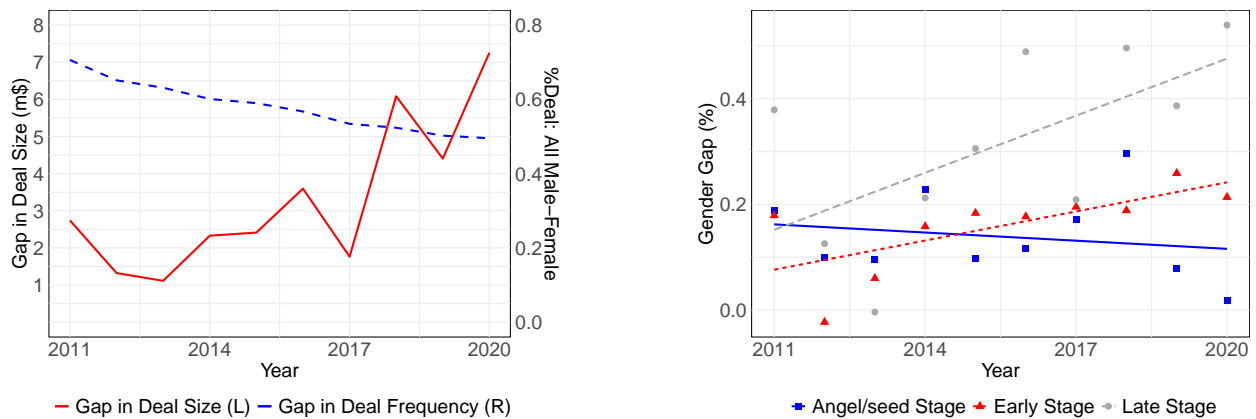 8
7
6
5
4
3
2
1
Gap in Deal Size (m$)
0.8
0.6
0.4
0.2
0.0
%Deal: All Male−Female
2011 2014 2017 2020
Year
Gap in Deal Size (L) Gap in Deal Frequency (R)
0.4
0.2
0.0
Gender Gap (%)
2011 2014 2017 2020
Year
Angel/seed Stage Early Stage Late Stage